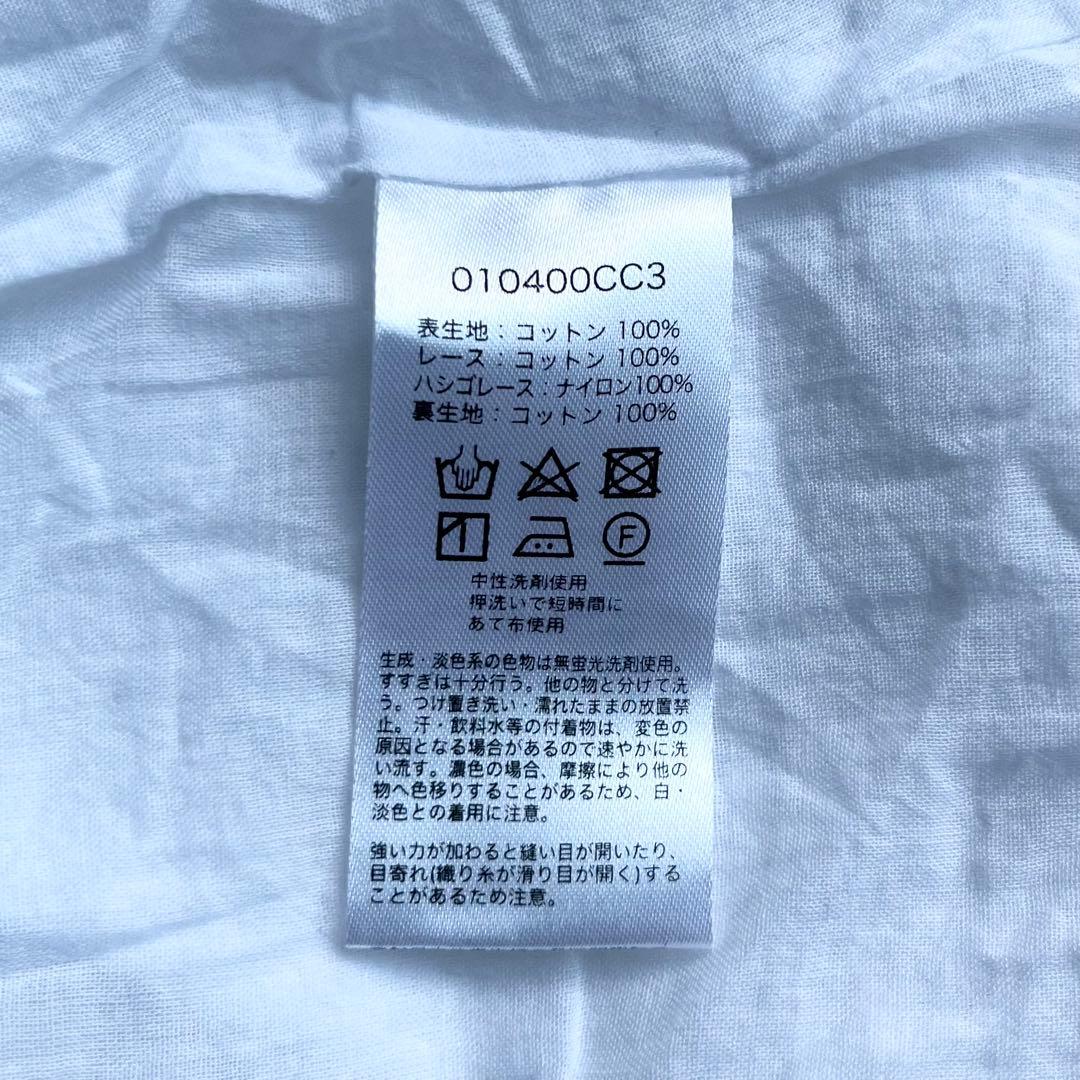 010400CC3
表生地：コットン 100%
レース：コットン 100%
ハシゴレース：ナイロン100%
裏生地：コットン 100%
F
中性洗剤使用
押洗いで短時間に
あて布使用
生成・淡色系の色物は無蛍光洗剤使用。
すすぎは十分行う。他の物と分けて洗
う。つけ置き洗い・濡れたままの放置禁
止。汗・飲料水等の付着物は、変色の
原因となる場合があるので速やかに洗
い流す。濃色の場合、摩擦により他の
物へ色移りすることがあるため、白・
淡色との着用に注意。
強い力が加わると縫い目が開いたり、
目寄れ(織り糸が滑り目が開く)する
ことがあるため注意。